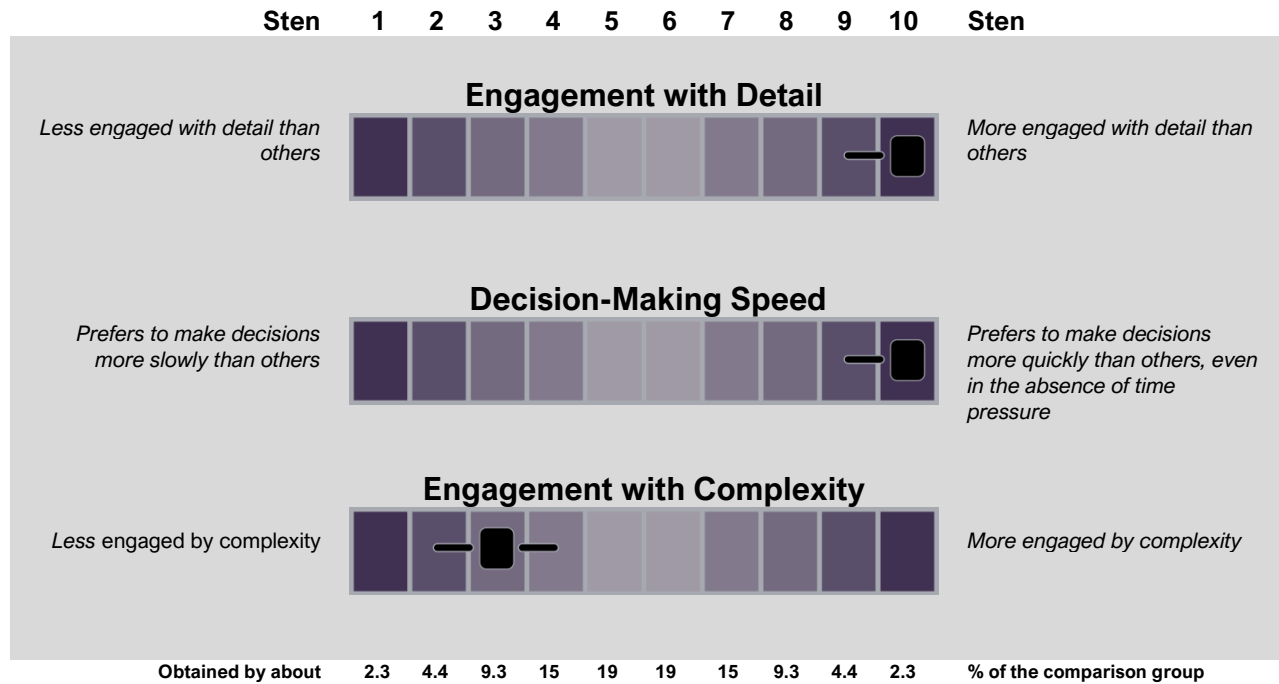 Sten 1 2 3 4 5 6 7 8 9 10 Sten
Engagement with Detail
Less engaged with detail than
others
More engaged with detail than
others
Decision-Making Speed
Prefers to make decisions
more slowly than others
Prefers to make decisions
more quickly than others, even
in the absence of time
pressure
Engagement with Complexity
Less engaged by complexity
More engaged by complexity
Obtained by about 2.3 4.4 9.3 15 19 19 15 9.3 4.4 2.3 % of the comparison group